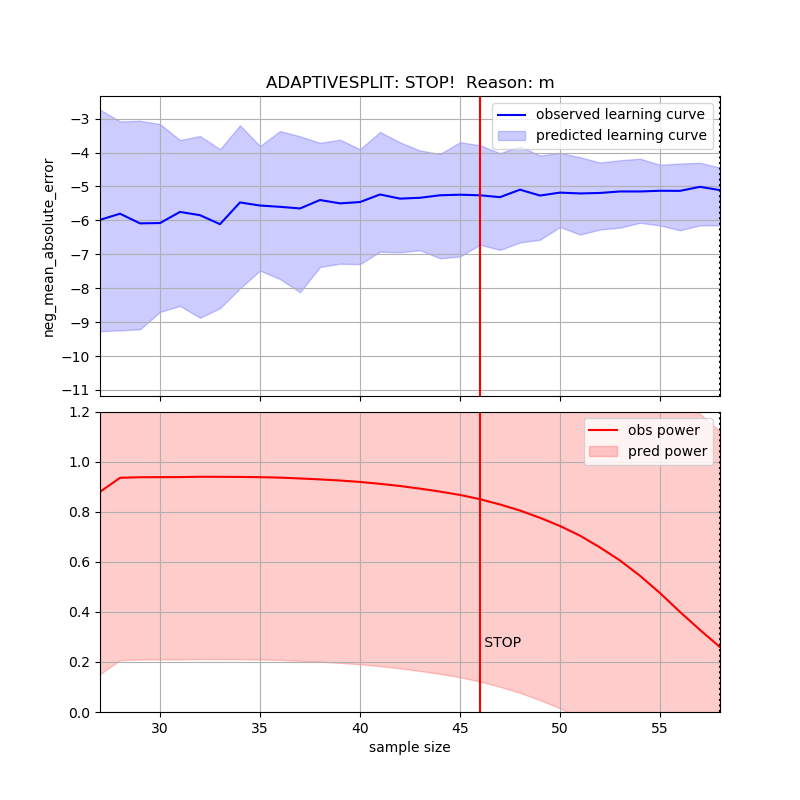 ADAPTIVESPLIT: STOP!  Reason: m
observed learning curve
predicted learning curve
neg_mean_absolute_error
−3
−4
−5
−6
−7
−8
−9
−10
−11
obs power
pred power
1.2
1.0
0.8
0.6
0.4
0.2
0.0
STOP
30 35 40 45 50 55
sample size